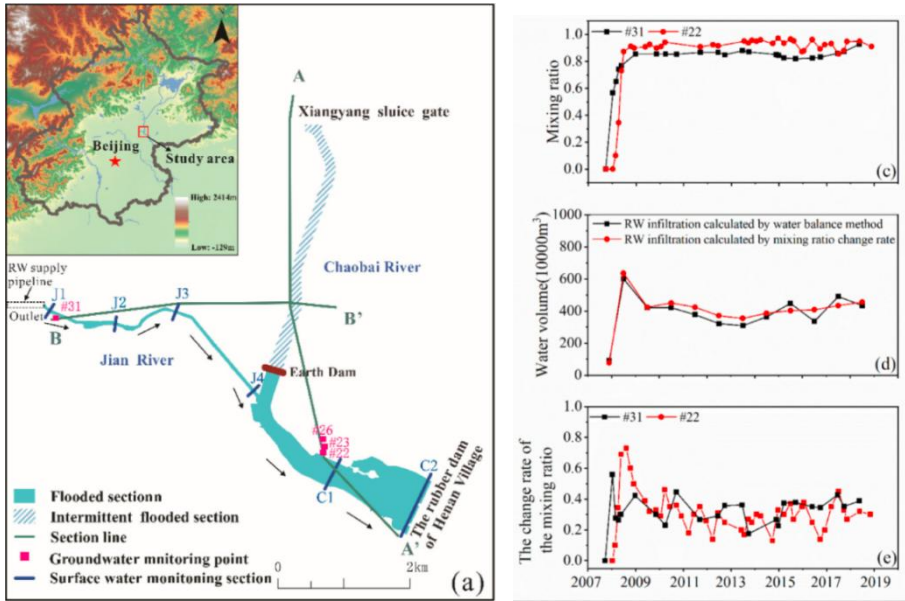 A
Xiangyang sluice gate
Beijing
Study area
High: 2414m
Low: -129m
RW supply
pipeline
Outlet
J1
#31
J2
J3
B
B'
Chaobai River
Jian River
Earth Dam
J4
#26
#23
#22
C1
C2
The rubber dam
of Henan Village
A'
Flooded sectionn
Intermittent flooded section
Section line
Groundwater mnitoring point
Surface water monitoning section
0
2km
(a)
#31
#22
Mixing ratio
1.0
0.8
0.6
0.4
0.2
0.0
(c)
RW infiltration calculated by water balance method
RW infiltration calculated by mixing ratio change rate
Water volume(10000m³)
1000
800
600
400
200
0
(d)
#31
#22
The change rate of
the mixing ratio
1.0
0.8
0.6
0.4
0.2
0.0
(e)
2007
2009
2011
2013
2015
2017
2019